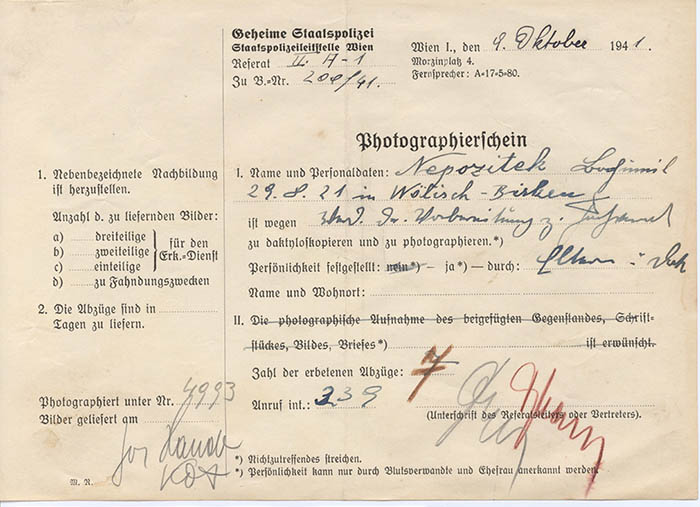 Geheime Staatspolizei
Staatspolizeileitstelle Wien
Referat II A-1
Zu B.=Nr. 200/41.
Wien I., den 9. Oktober 1941.
Morzinplatz 4.
Fernsprecher: A=17=5=80.
Photographierschein
1. Nebenbezeichnete Nachbildung
ist herzustellen.
Anzahl d. zu liefernden Bilder:
a) dreiteilige
b) zweiteilige
c) einteilige
für den
Erk.=Dienst
d) zu Fahndungszwecken
2. Die Abzüge sind in
Tagen zu liefern.
Photographiert unter Nr. 4993
Bilder geliefert am
M. R.
I. Name und Personaldaten: Nepozitek
29.8.21 in
ist wegen Verd. d. Vorbereitung z.
zu daktyloskopieren und zu photographieren.*)
Persönlichkeit festgestellt: nein*) — ja*) — durch: Eltern
Name und Wohnort:
II. Die photographische Aufnahme des beigefügten Gegenstandes, Schrift-
stückes, Bildes, Briefes*) ist erwünscht.
Zahl der erbetenen Abzüge: 7
Anruf int.: 239
(Unterschrift des Referatsleiters oder Vertreters).
*) Nichtzutreffendes streichen.
*) Persönlichkeit kann nur durch Blutsverwandte und Ehefrau anerkannt werden.